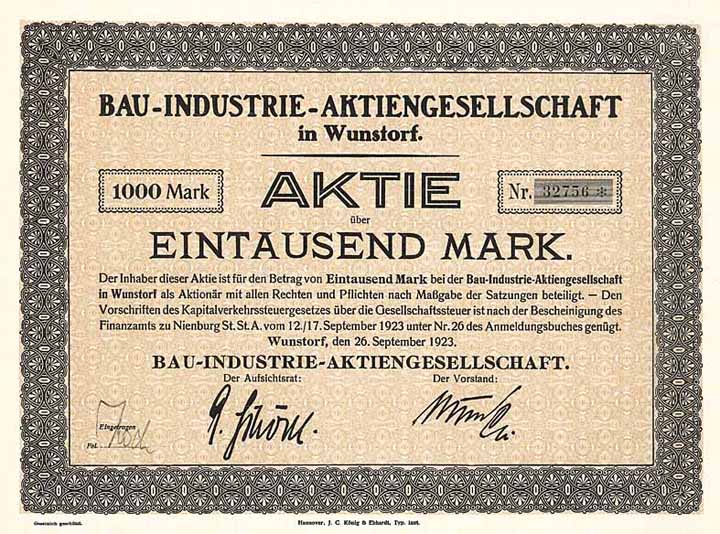 BAU-INDUSTRIE-AKTIENGESELLSCHAFT
in Wunstorf.
1000 Mark
AKTIE
Nr. 32756 *
über
EINTAUSEND MARK.
Der Inhaber dieser Aktie ist für den Betrag von Eintausend Mark bei der Bau-Industrie-Aktiengesellschaft
in Wunstorf als Aktionär mit allen Rechten und Pflichten nach Maßgabe der Satzungen beteiligt. — Den
Vorschriften des Kapitalverkehrssteuergesetzes über die Gesellschaftssteuer ist nach der Bescheinigung des
Finanzamts zu Nienburg St. St. A. vom 12./17. September 1923 unter Nr. 26 des Anmeldungsbuches genügt.
Wunstorf, den 26. September 1923.
BAU-INDUSTRIE-AKTIENGESELLSCHAFT.
Der Aufsichtsrat:
Der Vorstand:
Eingetragen
Fol.
Gesetzlich geschützt.
Hannover, J. C. König & Ebhardt, Typ. inst.